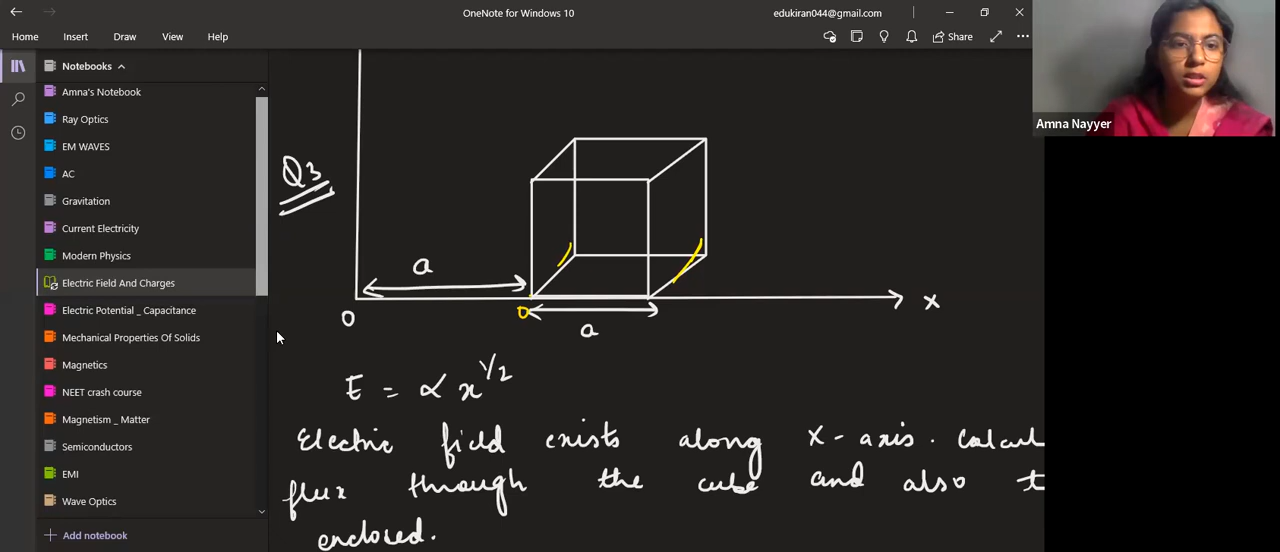 OneNote for Windows 10
edukiran044@gmail.com
Home Insert Draw View Help
Share
Notebooks
Amna's Notebook
Ray Optics
EM WAVES
AC
Gravitation
Current Electricity
Modern Physics
Electric Field And Charges
Electric Potential _ Capacitance
Mechanical Properties Of Solids
Magnetics
NEET crash course
Magnetism _ Matter
Semiconductors
EMI
Wave Optics
Add notebook
Amna Nayyer
Q3
a
0
0
a
x
E = α x^1/2
Electric field exists along x-axis. Calcul
flux through the cube and also t
enclosed.